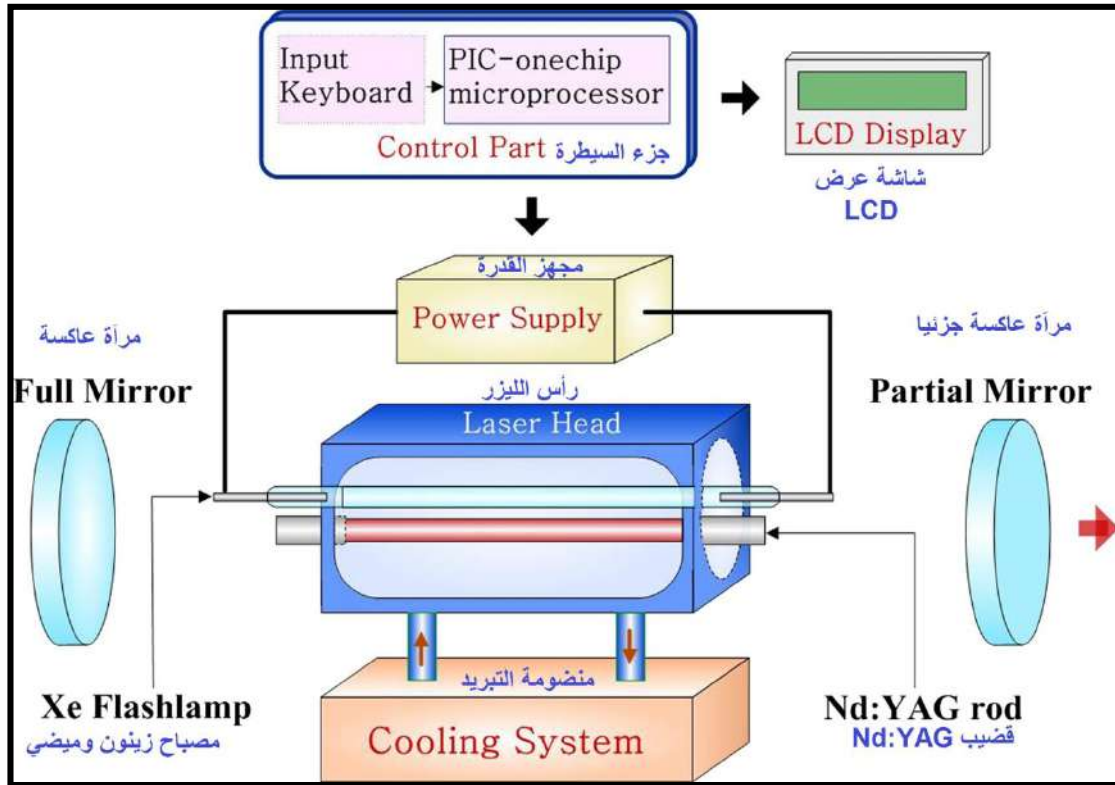 Input
Keyboard
PIC-onechip
microprocessor
Control Part جزء السيطرة
LCD Display
شاشة عرض
LCD
مجهز القدرة
Power Supply
مرآة عاكسة
Full Mirror
مرآة عاكسة جزئيا
Partial Mirror
رأس الليزر
Laser Head
Xe Flashlamp
مصباح زينون وميضي
منضومة التبريد
Cooling System
Nd:YAG rod
قضيب Nd:YAG